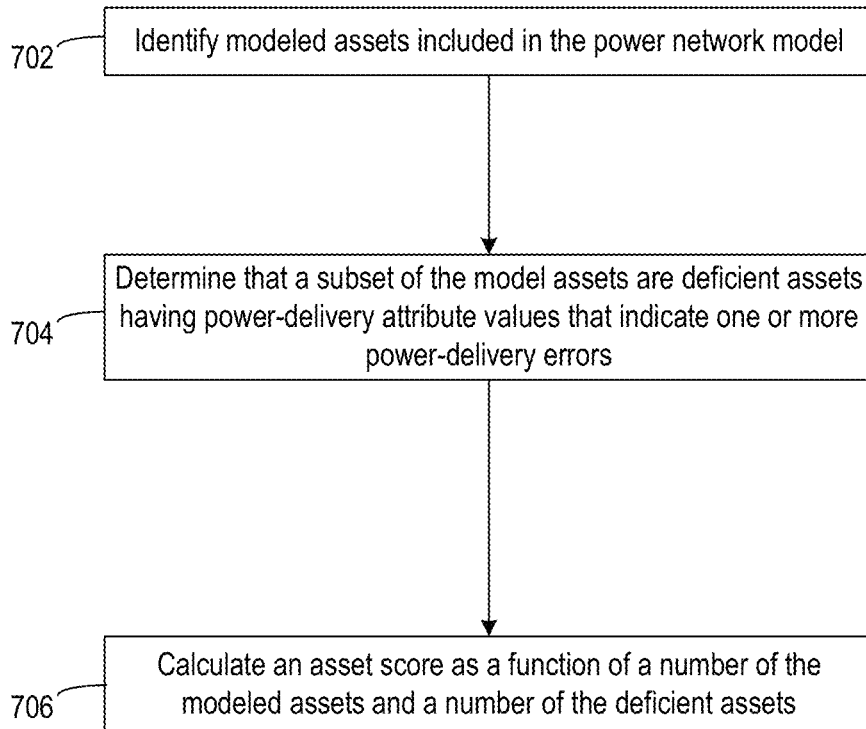 702
Identify modeled assets included in the power network model
Determine that a subset of the model assets are deficient assets
704
having power-delivery attribute values that indicate one or more
power-delivery errors
Calculate an asset score as a function of a number of the
706
modeled assets and a number of the deficient assets